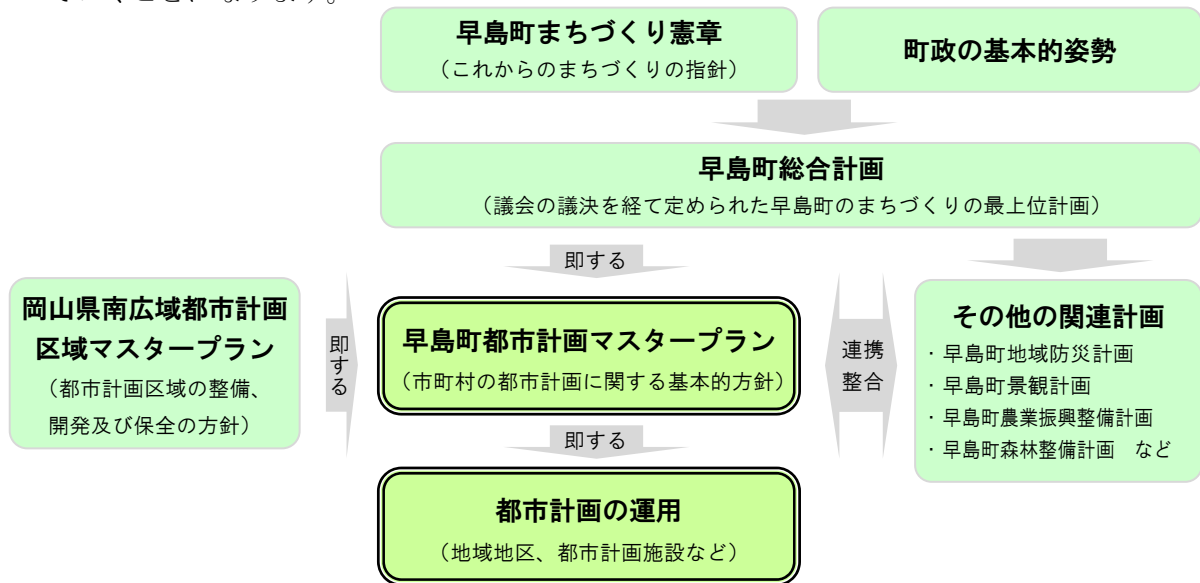 早島町まちづくり憲章
（これからのまちづくりの指針）
町政の基本的姿勢
早島町総合計画
（議会の議決を経て定められた早島町のまちづくりの最上位計画）
即する
岡山県南広域都市計画
区域マスタープラン
（都市計画区域の整備、
開発及び保全の方針）
即する
早島町都市計画マスタープラン
（市町村の都市計画に関する基本的方針）
連携
整合
その他の関連計画
・早島町地域防災計画
・早島町景観計画
・早島町農業振興整備計画
・早島町森林整備計画　など
即する
都市計画の運用
（地域地区、都市計画施設など）